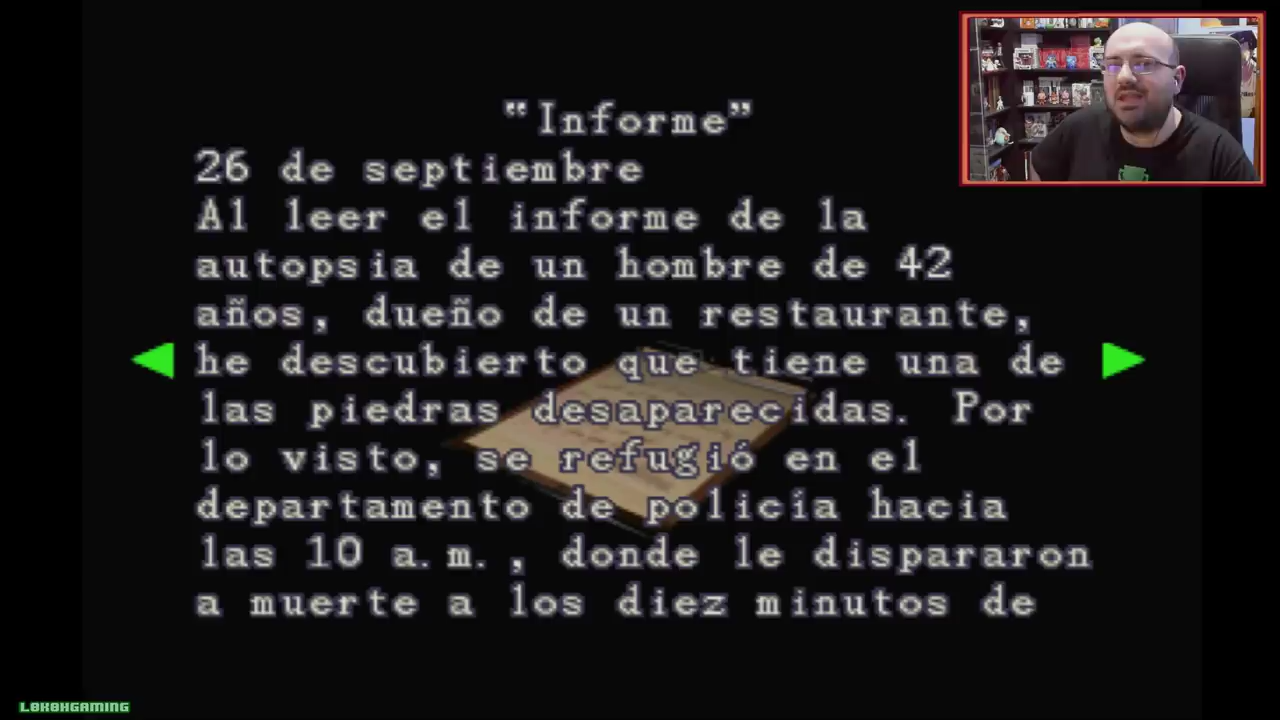 "Informe"
26 de septiembre
Al leer el informe de la
autopsia de un hombre de 42
años, dueño de un restaurante,
he descubierto que tiene una de
las piedras desaparecidas. Por
lo visto, se refugió en el
departamento de policía hacia
las 10 a.m., donde le dispararon
a muerte a los diez minutos de
L0K0XGAMING